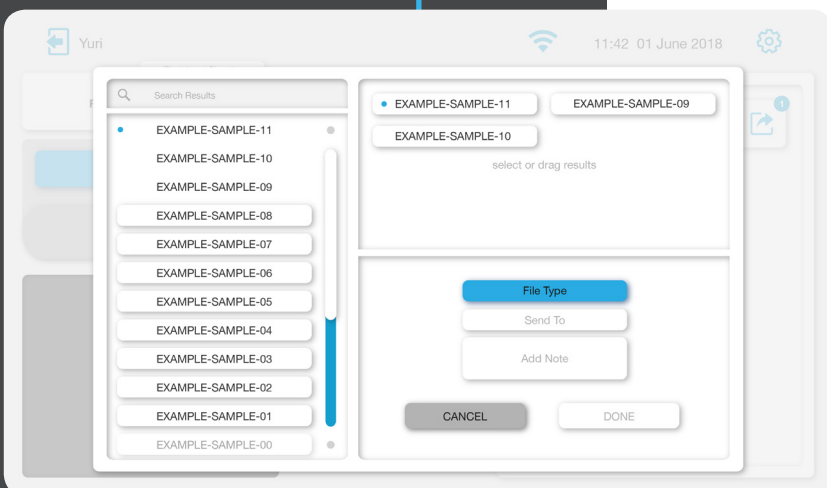 Yuri
11:42 01 June 2018
1
Search Results
EXAMPLE-SAMPLE-11
EXAMPLE-SAMPLE-10
EXAMPLE-SAMPLE-09
EXAMPLE-SAMPLE-08
EXAMPLE-SAMPLE-07
EXAMPLE-SAMPLE-06
EXAMPLE-SAMPLE-05
EXAMPLE-SAMPLE-04
EXAMPLE-SAMPLE-03
EXAMPLE-SAMPLE-02
EXAMPLE-SAMPLE-01
EXAMPLE-SAMPLE-00
EXAMPLE-SAMPLE-11 EXAMPLE-SAMPLE-09
EXAMPLE-SAMPLE-10
select or drag results
File Type
Send To
Add Note
CANCEL DONE